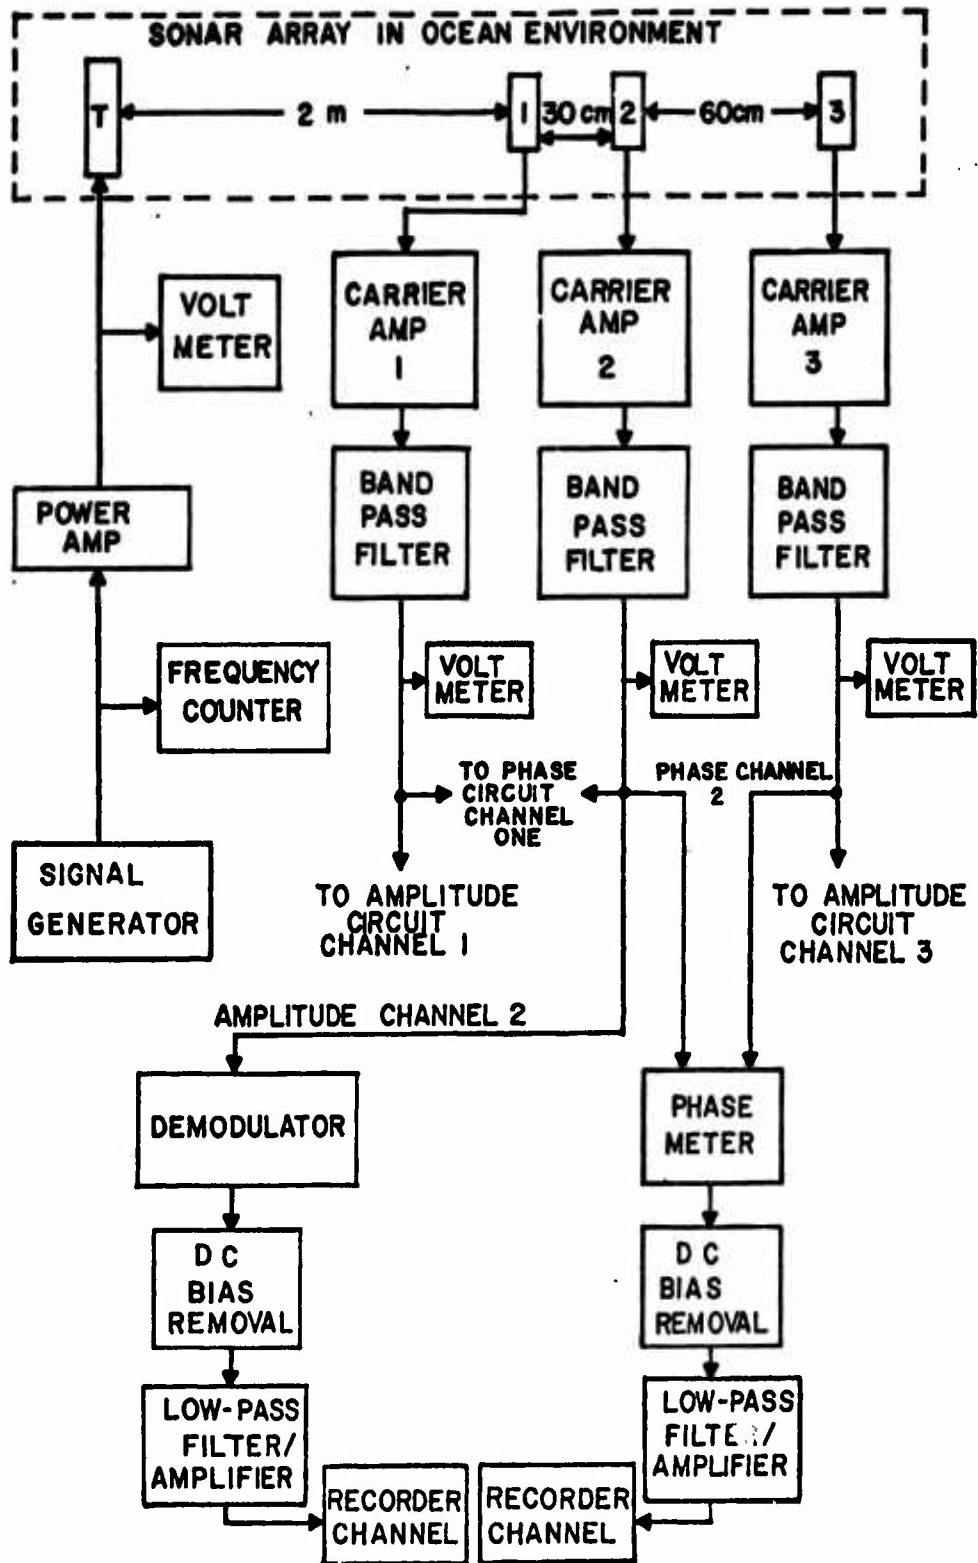 SONAR ARRAY IN OCEAN ENVIRONMENT
T
2 m
1
30 cm
2
60cm
3
VOLT
METER
CARRIER
AMP
1
CARRIER
AMP
2
CARRIER
AMP
3
POWER
AMP
BAND
PASS
FILTER
BAND
PASS
FILTER
BAND
PASS
FILTER
FREQUENCY
COUNTER
VOLT
METER
VOLT
METER
VOLT
METER
TO PHASE
CIRCUIT
CHANNEL
ONE
PHASE CHANNEL
2
SIGNAL
GENERATOR
TO AMPLITUDE
CIRCUIT
CHANNEL 1
TO AMPLITUDE
CIRCUIT
CHANNEL 3
AMPLITUDE CHANNEL 2
DEMODULATOR
PHASE
METER
DC
BIAS
REMOVAL
DC
BIAS
REMOVAL
LOW-PASS
FILTER/
AMPLIFIER
LOW-PASS
FILTER/
AMPLIFIER
RECORDER
CHANNEL
RECORDER
CHANNEL